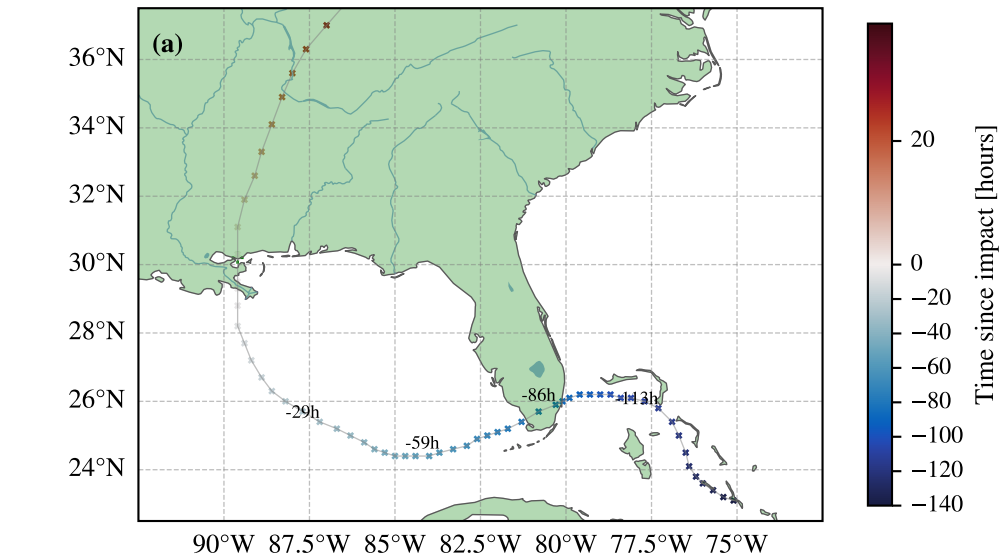 (a)
36°N
34°N
32°N
30°N
28°N
26°N
24°N
-29h
-59h
-86h
-113h
90°W 87.5°W 85°W 82.5°W 80°W 77.5°W 75°W
20
0
−20
−40
−60
−80
−100
−120
−140
Time since impact [hours]